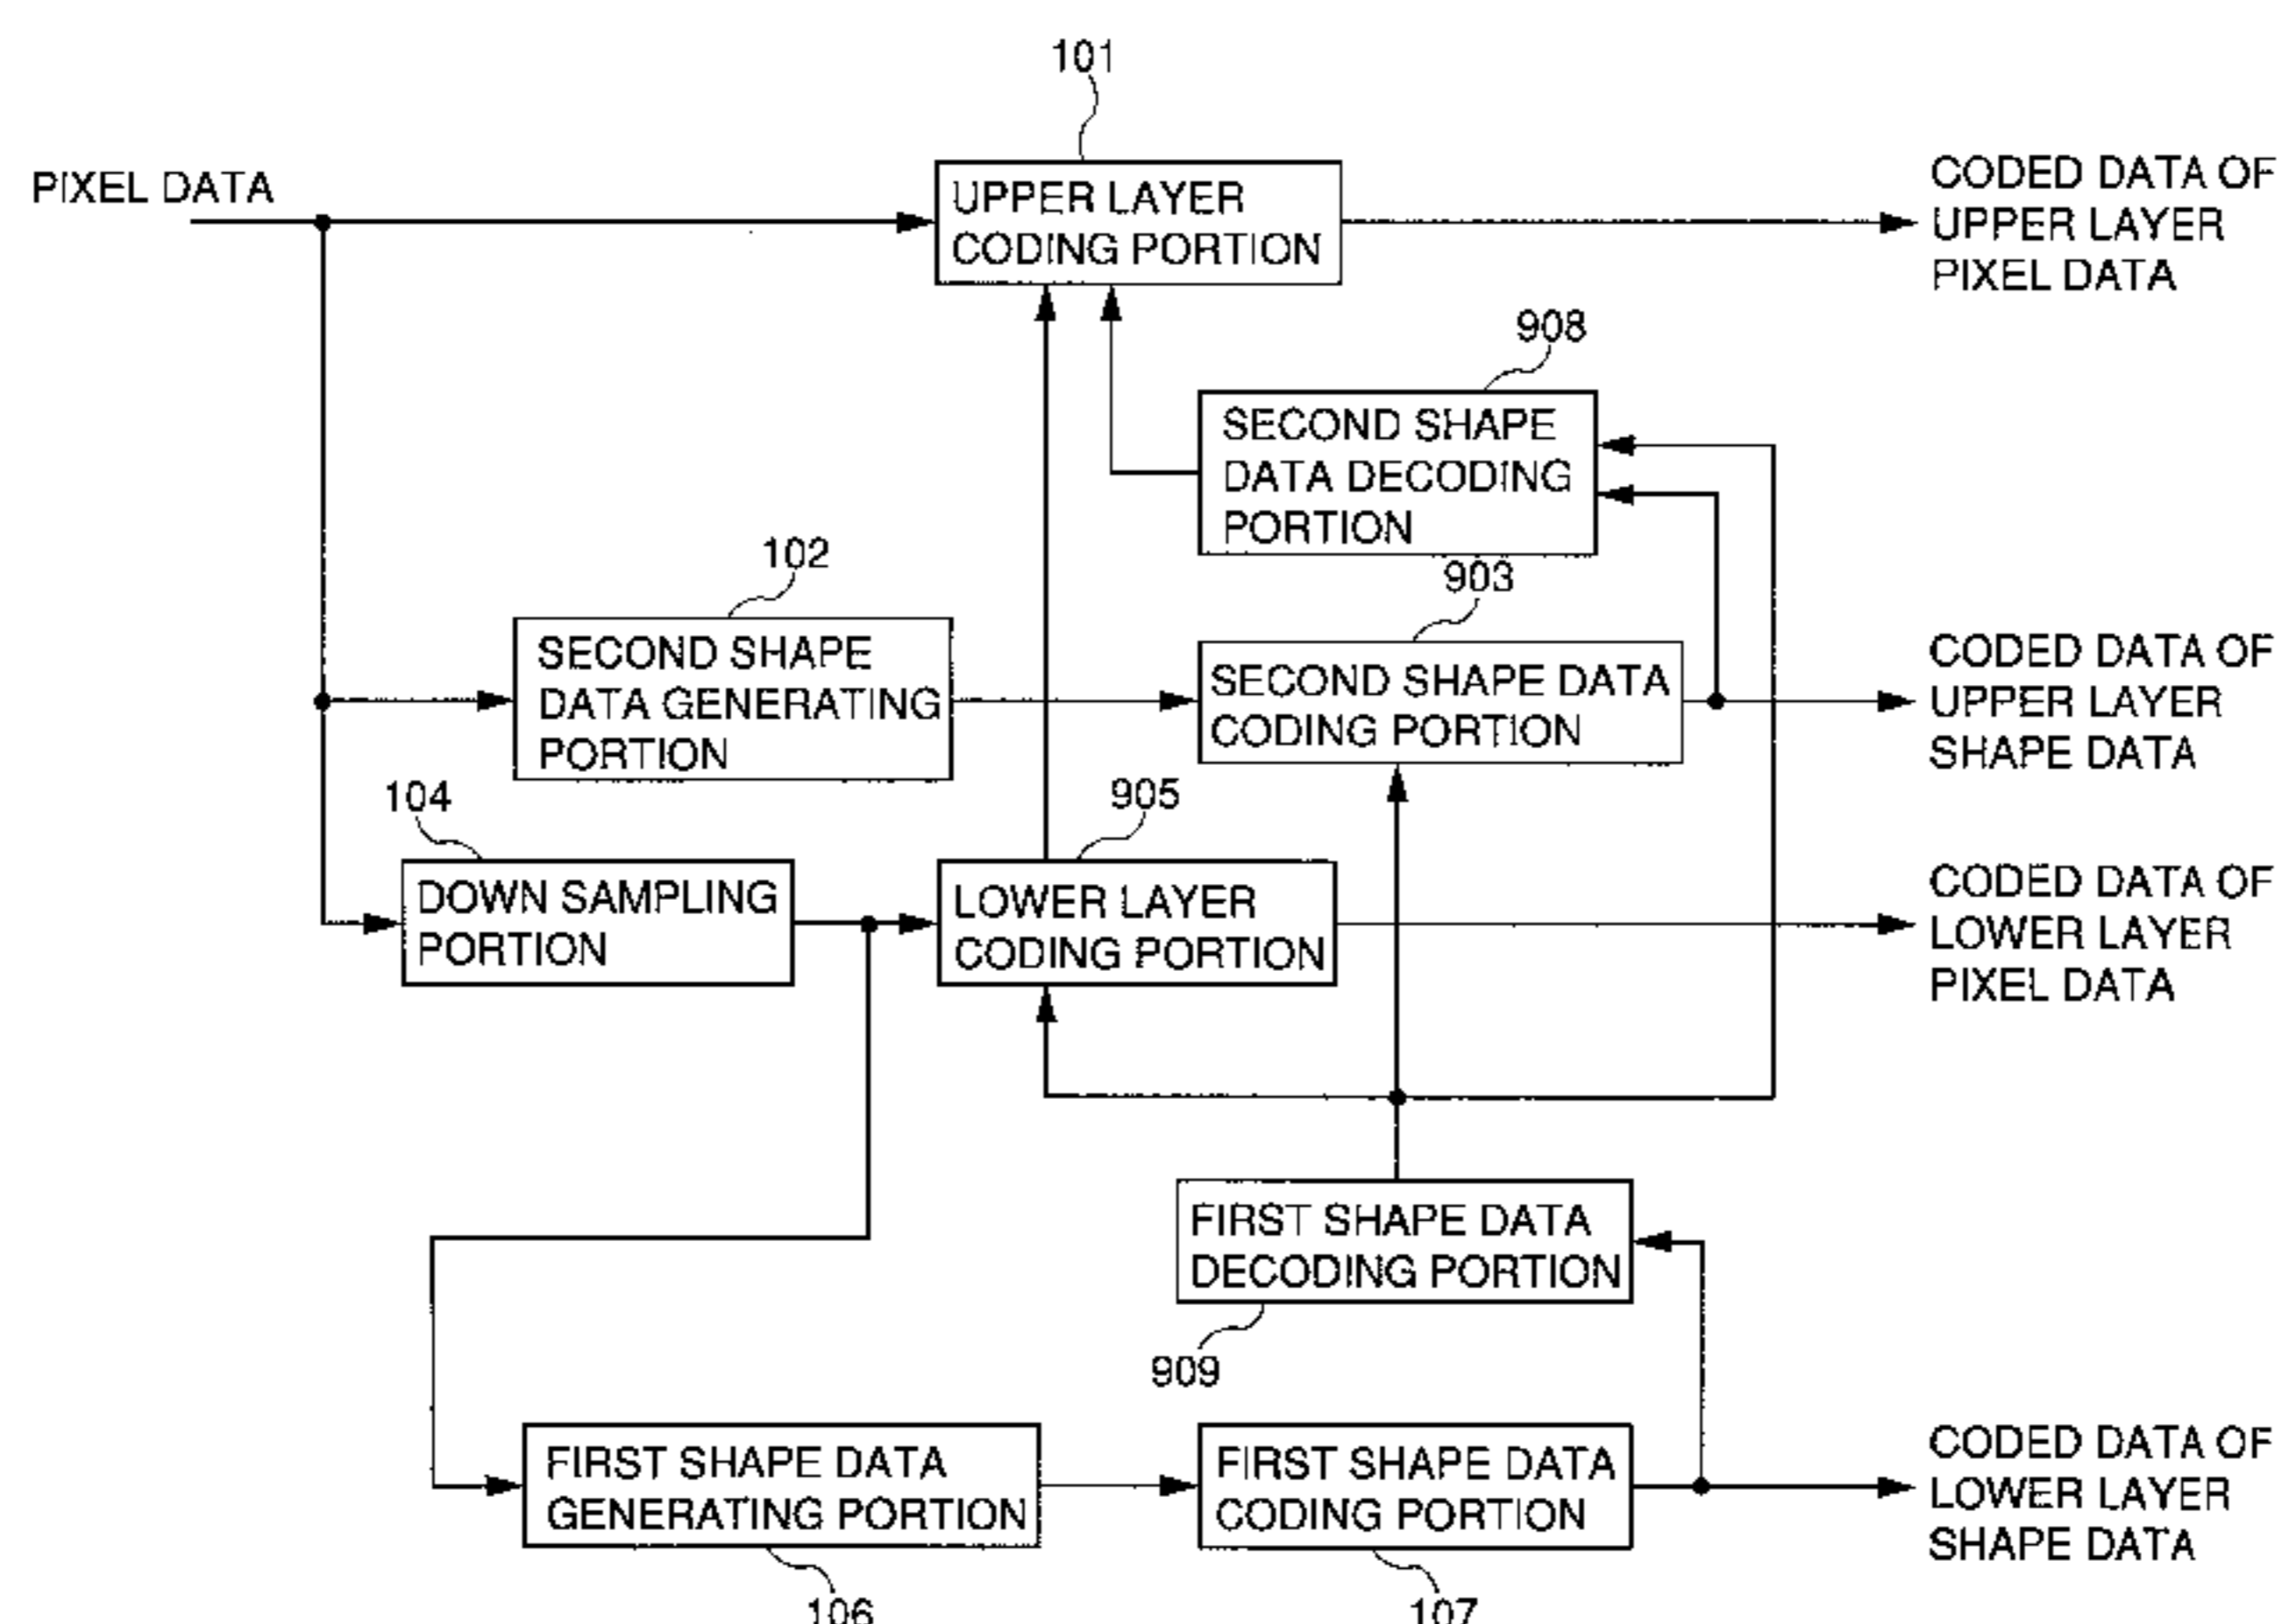 101
PIXEL DATA
UPPER LAYER
CODING PORTION
CODED DATA OF
UPPER LAYER
PIXEL DATA
908
SECOND SHAPE
DATA DECODING
PORTION
102
903
SECOND SHAPE
DATA GENERATING
PORTION
SECOND SHAPE DATA
CODING PORTION
CODED DATA OF
UPPER LAYER
SHAPE DATA
104
905
DOWN SAMPLING
PORTION
LOWER LAYER
CODING PORTION
CODED DATA OF
LOWER LAYER
PIXEL DATA
FIRST SHAPE DATA
DECODING PORTION
909
FIRST SHAPE DATA
GENERATING PORTION
FIRST SHAPE DATA
CODING PORTION
CODED DATA OF
LOWER LAYER
SHAPE DATA
106
107